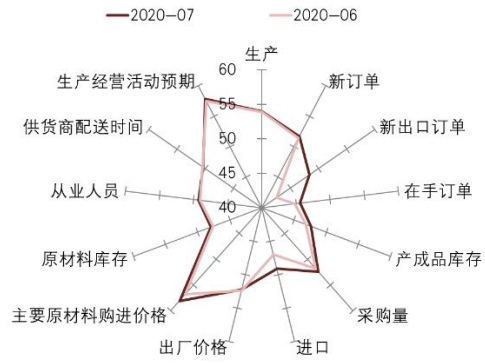 2020-07
2020-06
生产
新订单
新出口订单
在手订单
产成品库存
采购量
进口
出厂价格
主要原材料购进价格
原材料库存
从业人员
供货商配送时间
生产经营活动预期
60
55
50
45
40